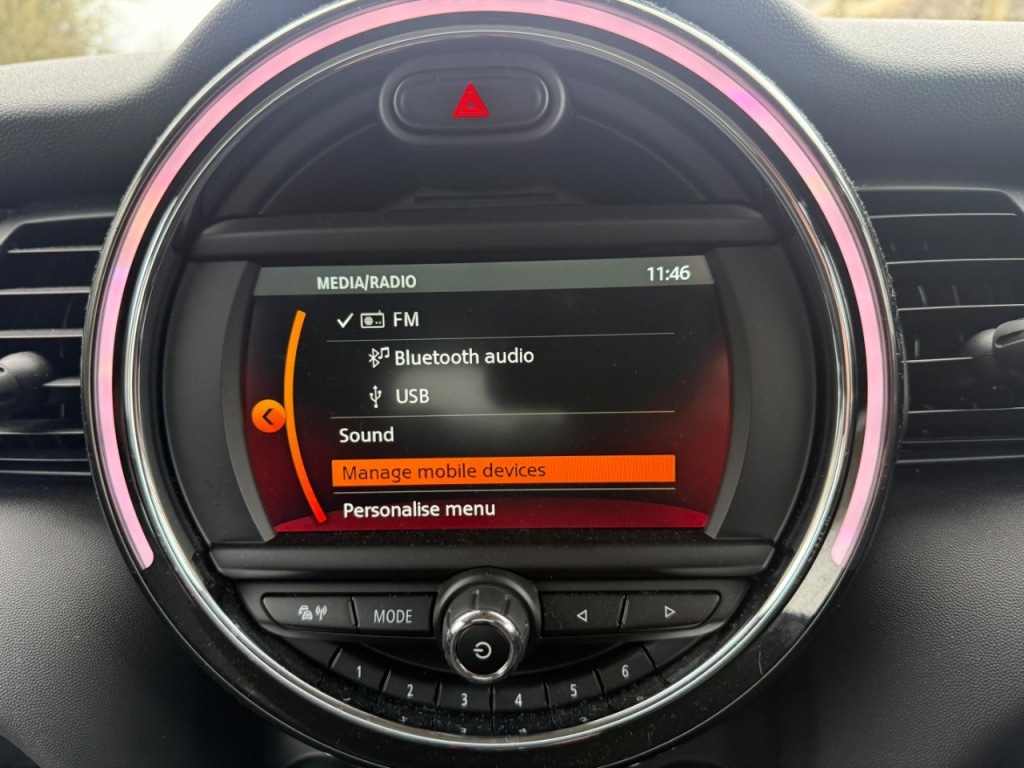 MEDIA/RADIO 11:46
FM
Bluetooth audio
USB
Sound
Manage mobile devices
Personalise menu
MODE
1 2 3 4 5 6